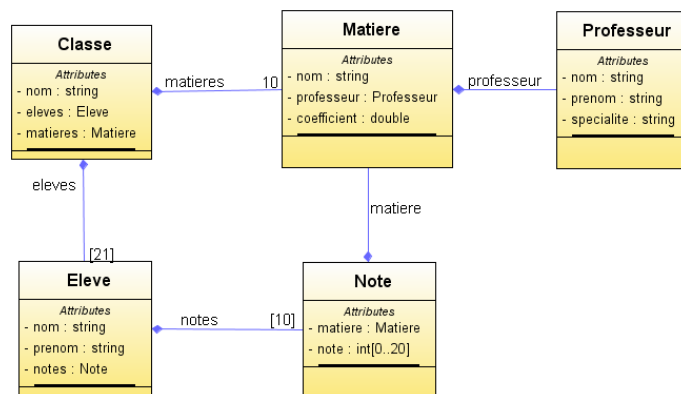 Classe
Attributes
- nom : string
- eleves : Eleve
- matieres : Matiere
matieres
10
Matiere
Attributes
- nom : string
- professeur : Professeur
- coefficient : double
professeur
Professeur
Attributes
- nom : string
- prenom : string
- specialite : string
eleves
[21]
matiere
Eleve
Attributes
- nom : string
- prenom : string
- notes : Note
notes
[10]
Note
Attributes
- matiere : Matiere
- note : int[0..20]